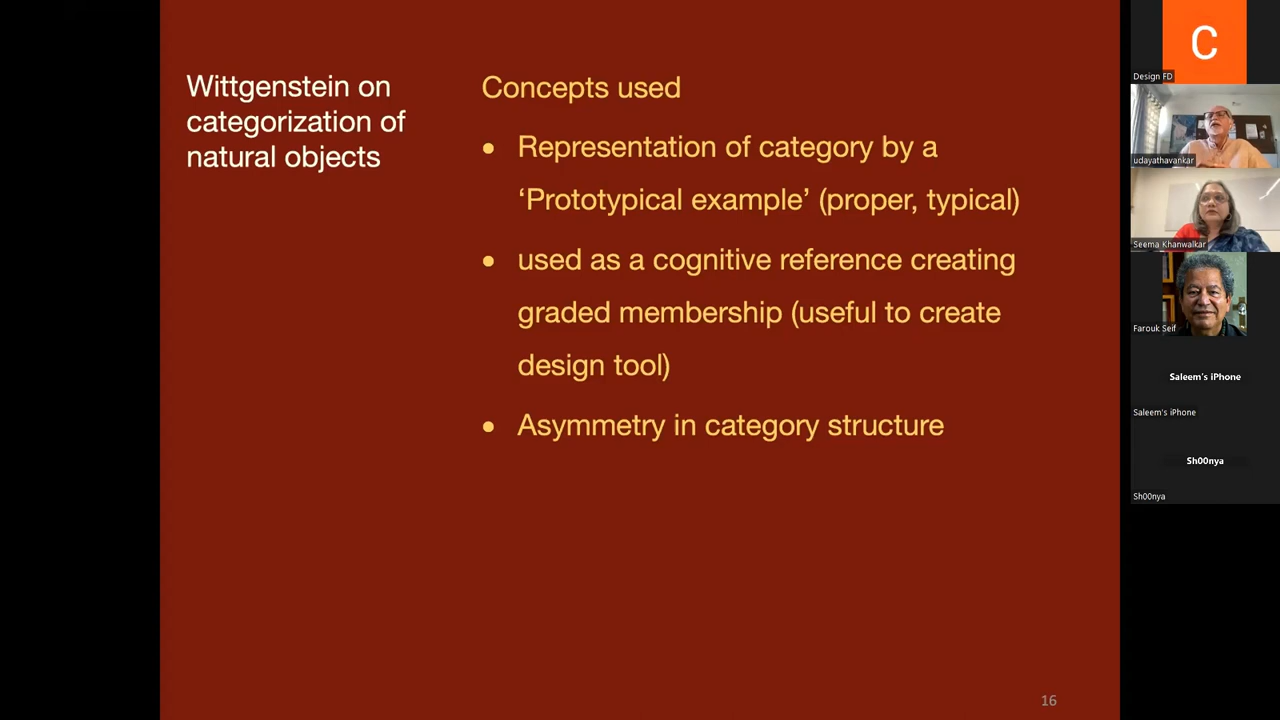 Wittgenstein on
categorization of
natural objects
Concepts used
• Representation of category by a
‘Prototypical example’ (proper, typical)
• used as a cognitive reference creating
graded membership (useful to create
design tool)
• Asymmetry in category structure
16
C
Design FD
udayathavankar
Seema Khanwalkar
Farouk Seif
Saleem's iPhone
Saleem's iPhone
Sh00nya
Sh00nya